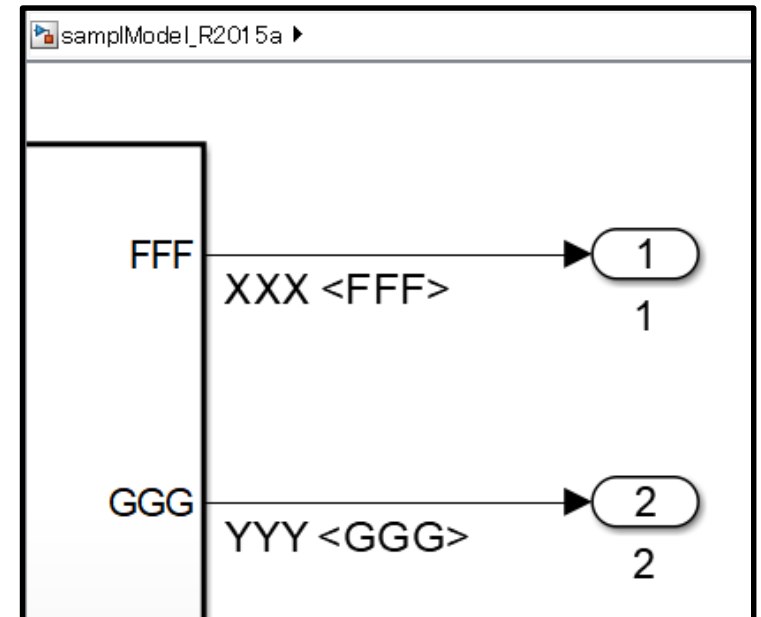 samplModel_R2015a
FFF
1
XXX <FFF>
1
GGG
2
YYY <GGG>
2